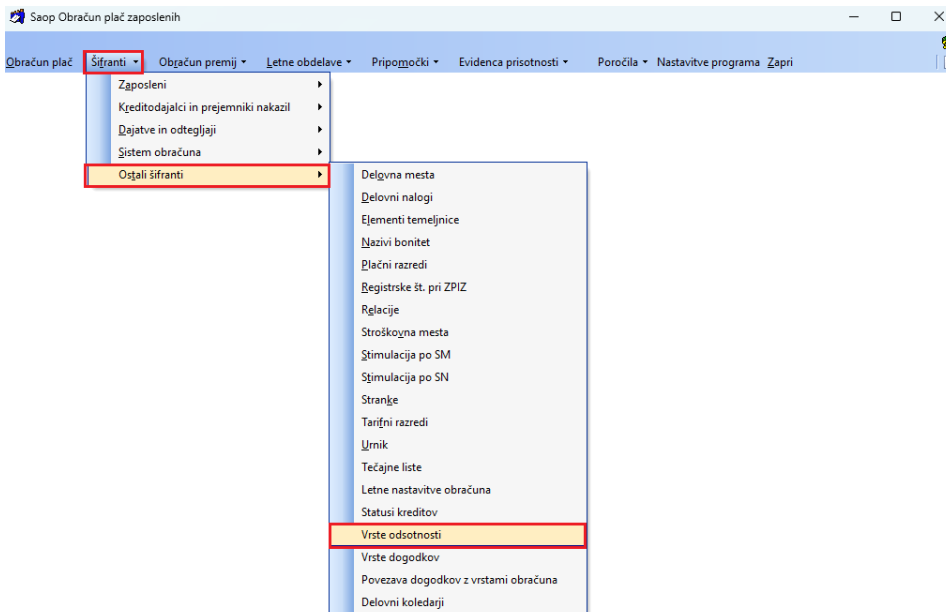 Saop Obračun plač zaposlenih
Obračun plač Šifranti Obračun premij Letne obdelave Pripomočki Evidenca prisotnosti Poročila Nastavitve programa Zapri
Zaposleni
Kreditodajalci in prejemniki nakazil
Dajatve in odtegljaji
Sistem obračuna
Ostali šifranti
Delovna mesta
Delovni nalogi
Elementi temeljnice
Nazivi bonitet
Plačni razredi
Registrske št. pri ZPIZ
Relacije
Stroškovna mesta
Stimulacija po SM
Stimulacija po SN
Stranke
Tarifni razredi
Urnik
Tečajne liste
Letne nastavitve obračuna
Statusi kreditov
Vrste odsotnosti
Vrste dogodkov
Povezava dogodkov z vrstami obračuna
Delovni koledarji